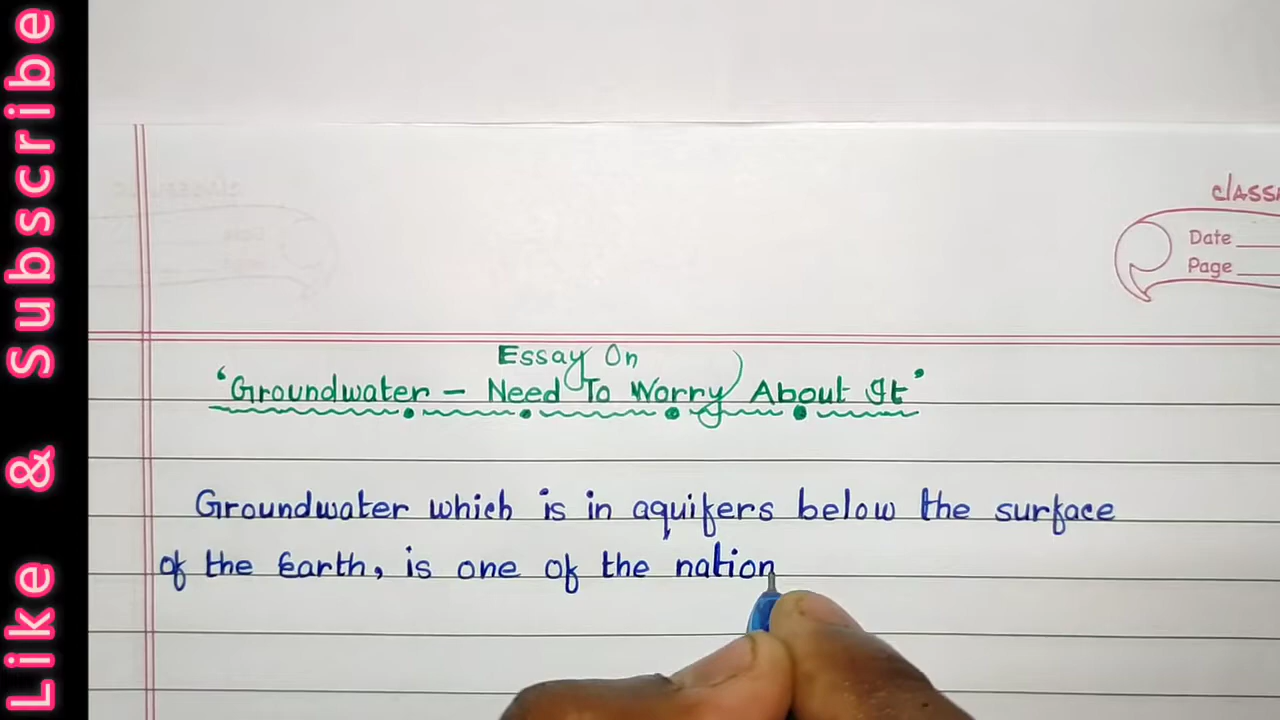 Like & Subscribe
classmate
Date
Page
Essay On
'Groundwater - Need To Worry About It'
Groundwater which is in aquifers below the surface
of the Earth, is one of the nation